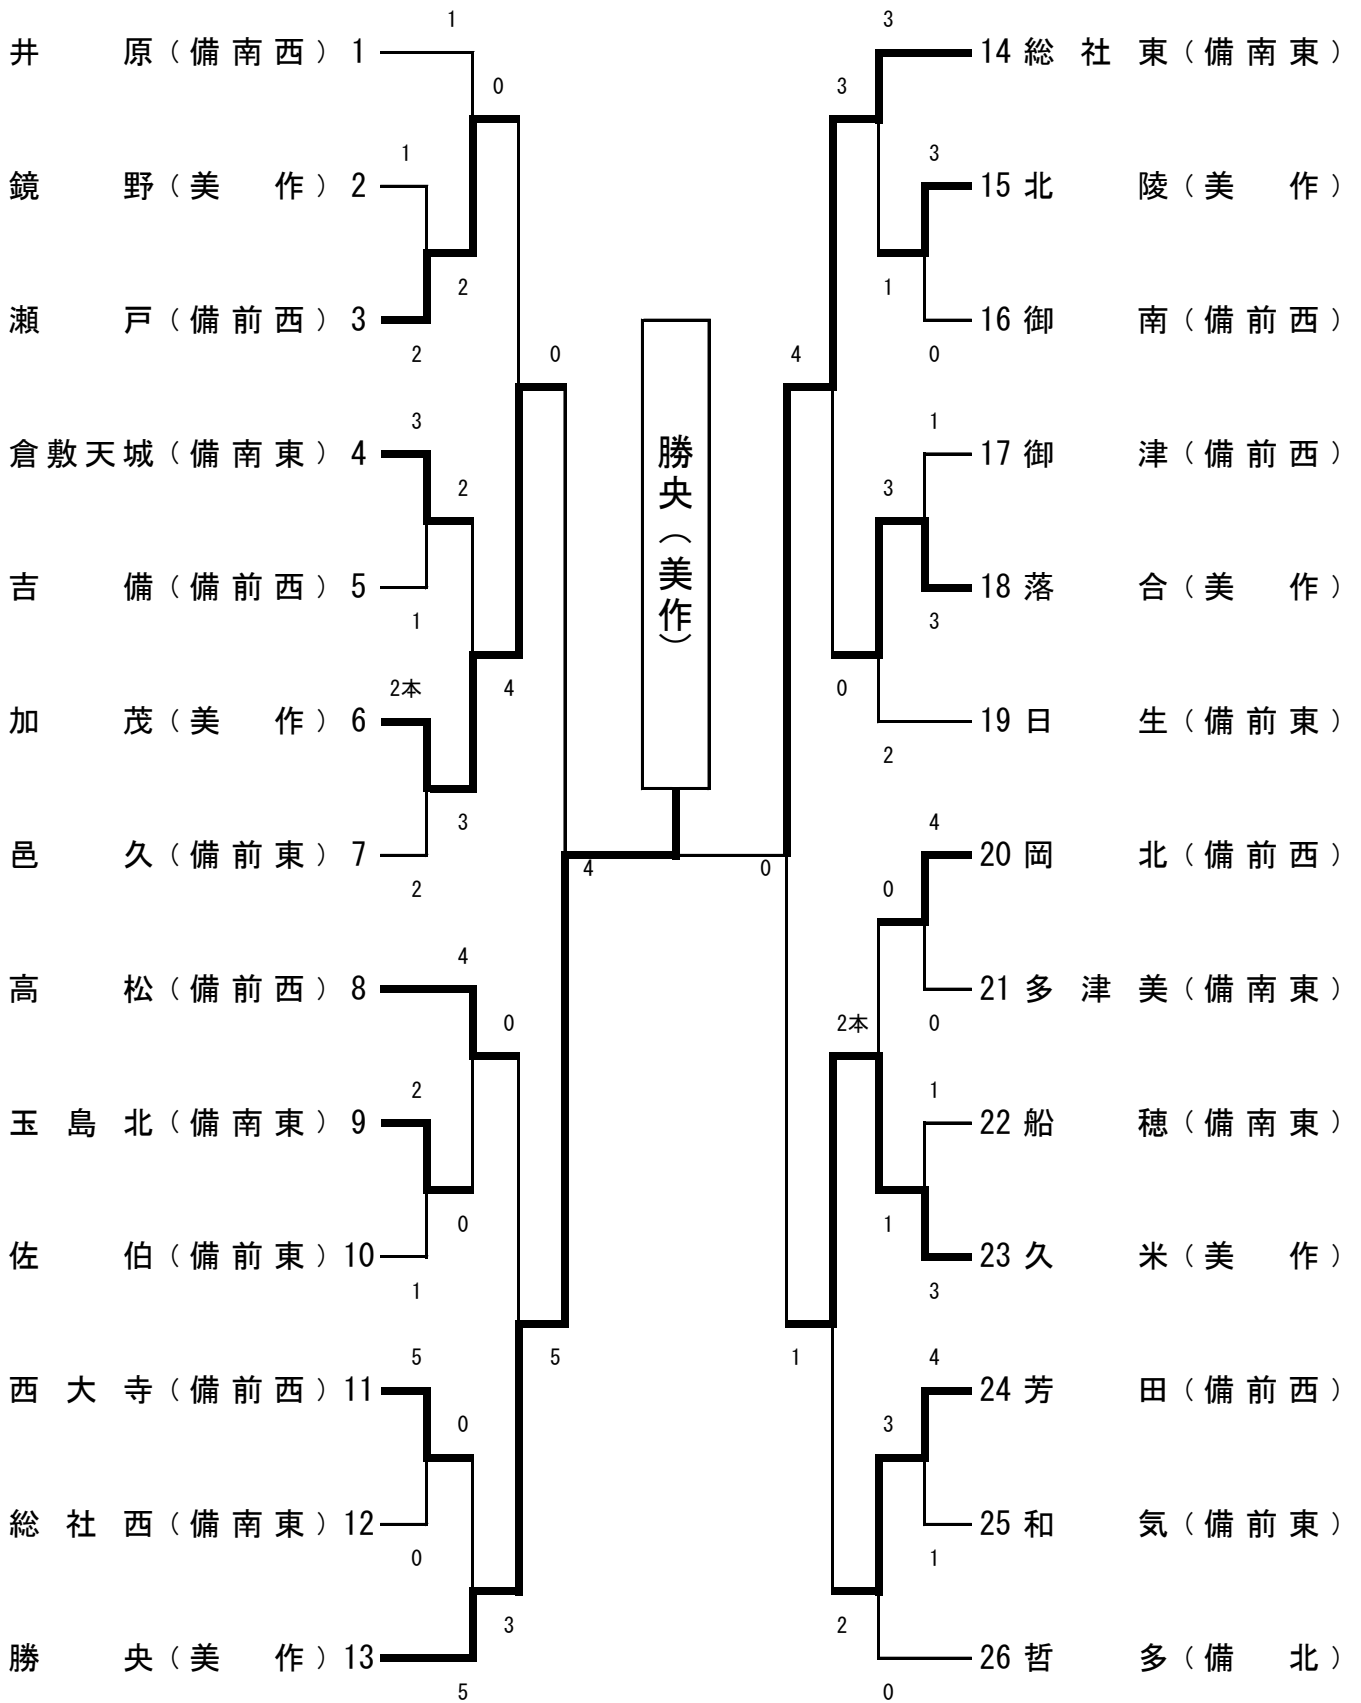 1
井原(備南西) 1
0
1
鏡野(美作) 2
2
瀬戸(備前西) 3
2
0
3
倉敷天城(備南東) 4
2
吉備(備前西) 5
1
2本
4
加茂(美作) 6
3
邑久(備前東) 7
2
4
高松(備前西) 8
0
2
玉島北(備南東) 9
0
佐伯(備前東) 10
1
5
5
西大寺(備前西) 11
0
総社西(備南東) 12
0
3
勝央(美作) 13
5
勝央(美作)
4
0
3
14 総社東(備南東)
3
3
15 北陵(美作)
1
16 御南(備前西)
0
4
1
17 御津(備前西)
3
18 落合(美作)
3
0
19 日生(備前東)
2
4
20 岡北(備前西)
0
21 多津美(備南東)
0
2本
1
22 船穂(備南東)
1
23 久米(美作)
3
1
4
24 芳田(備前西)
3
25 和気(備前東)
1
2
26 哲多(備北)
0